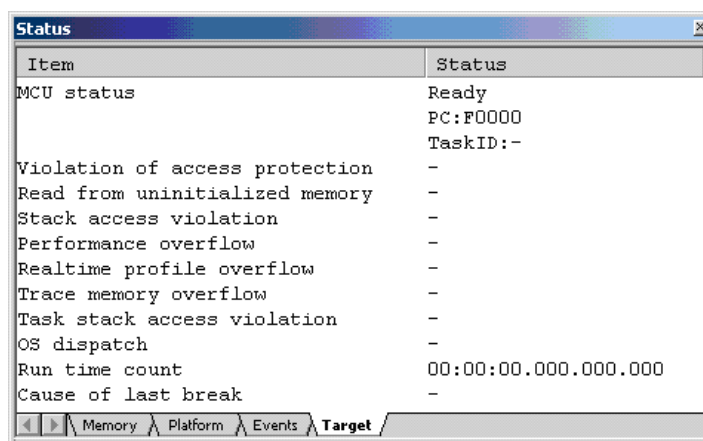 Status
Item Status
MCU status Ready
PC:F0000
TaskID:-
Violation of access protection -
Read from uninitialized memory -
Stack access violation -
Performance overflow -
Realtime profile overflow -
Trace memory overflow -
Task stack access violation -
OS dispatch -
Run time count 00:00:00.000.000.000
Cause of last break -
Memory Platform Events Target